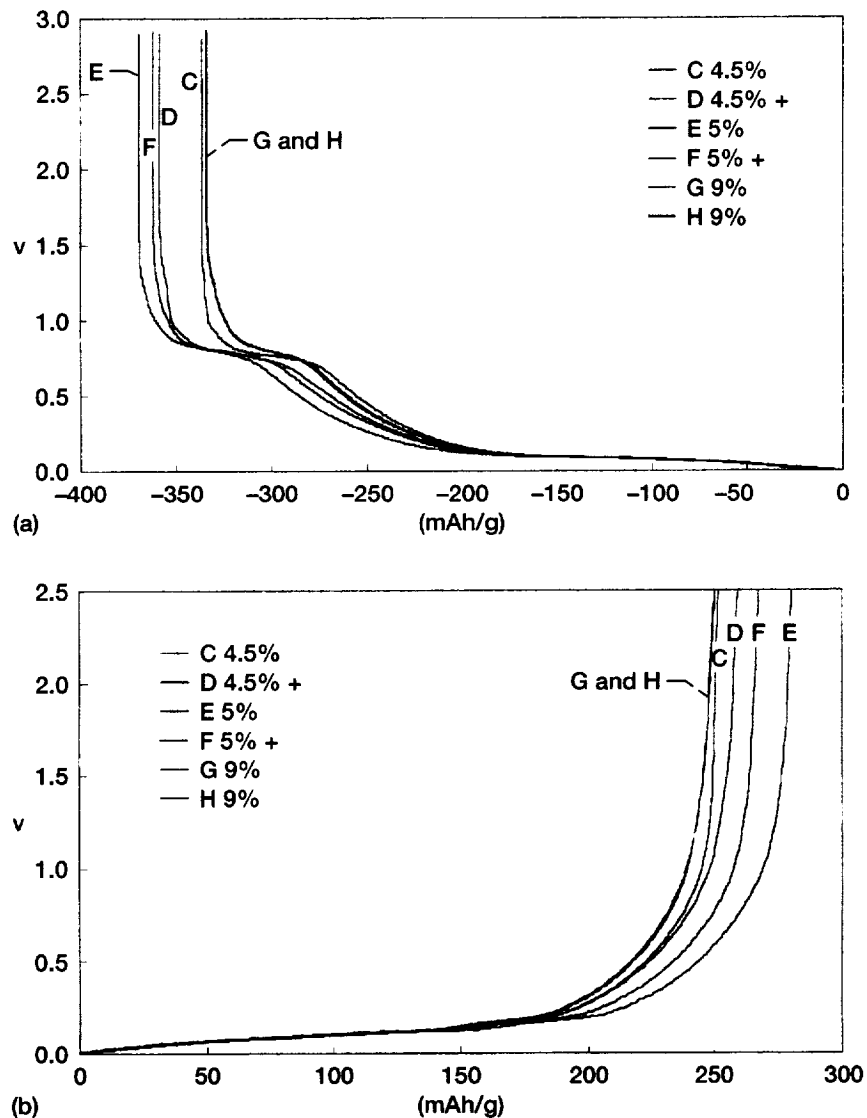 3.0
2.5
2.0
1.5
1.0
0.5
0.0
V
E
F
D
C
G and H
C 4.5%
D 4.5% +
E 5%
F 5% +
G 9%
H 9%
–400 –350 –300 –250 –200 –150 –100 –50 0
(a)
(mAh/g)
2.5
2.0
1.5
1.0
0.5
0.0
V
C 4.5%
D 4.5% +
E 5%
F 5% +
G 9%
H 9%
G and H
C
D F E
0 50 100 150 200 250 300
(b)
(mAh/g)